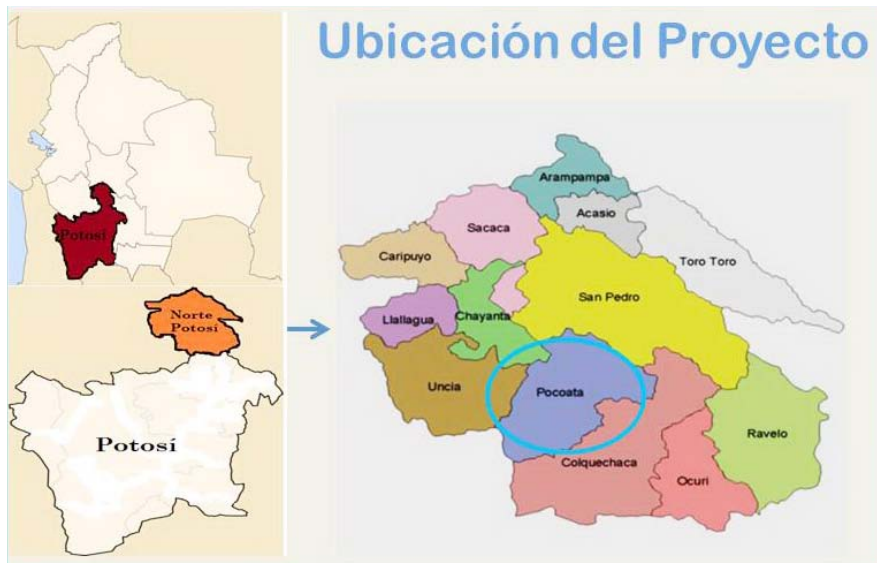 Ubicación del Proyecto
Potosí
Norte
Potosí
Potosí
Arampampa
Acasio
Sacaca
Toro Toro
Caripuyo
San Pedro
Llallagua
Chayanta
Uncia
Pocoata
Ravelo
Colquechaca
Ocuri